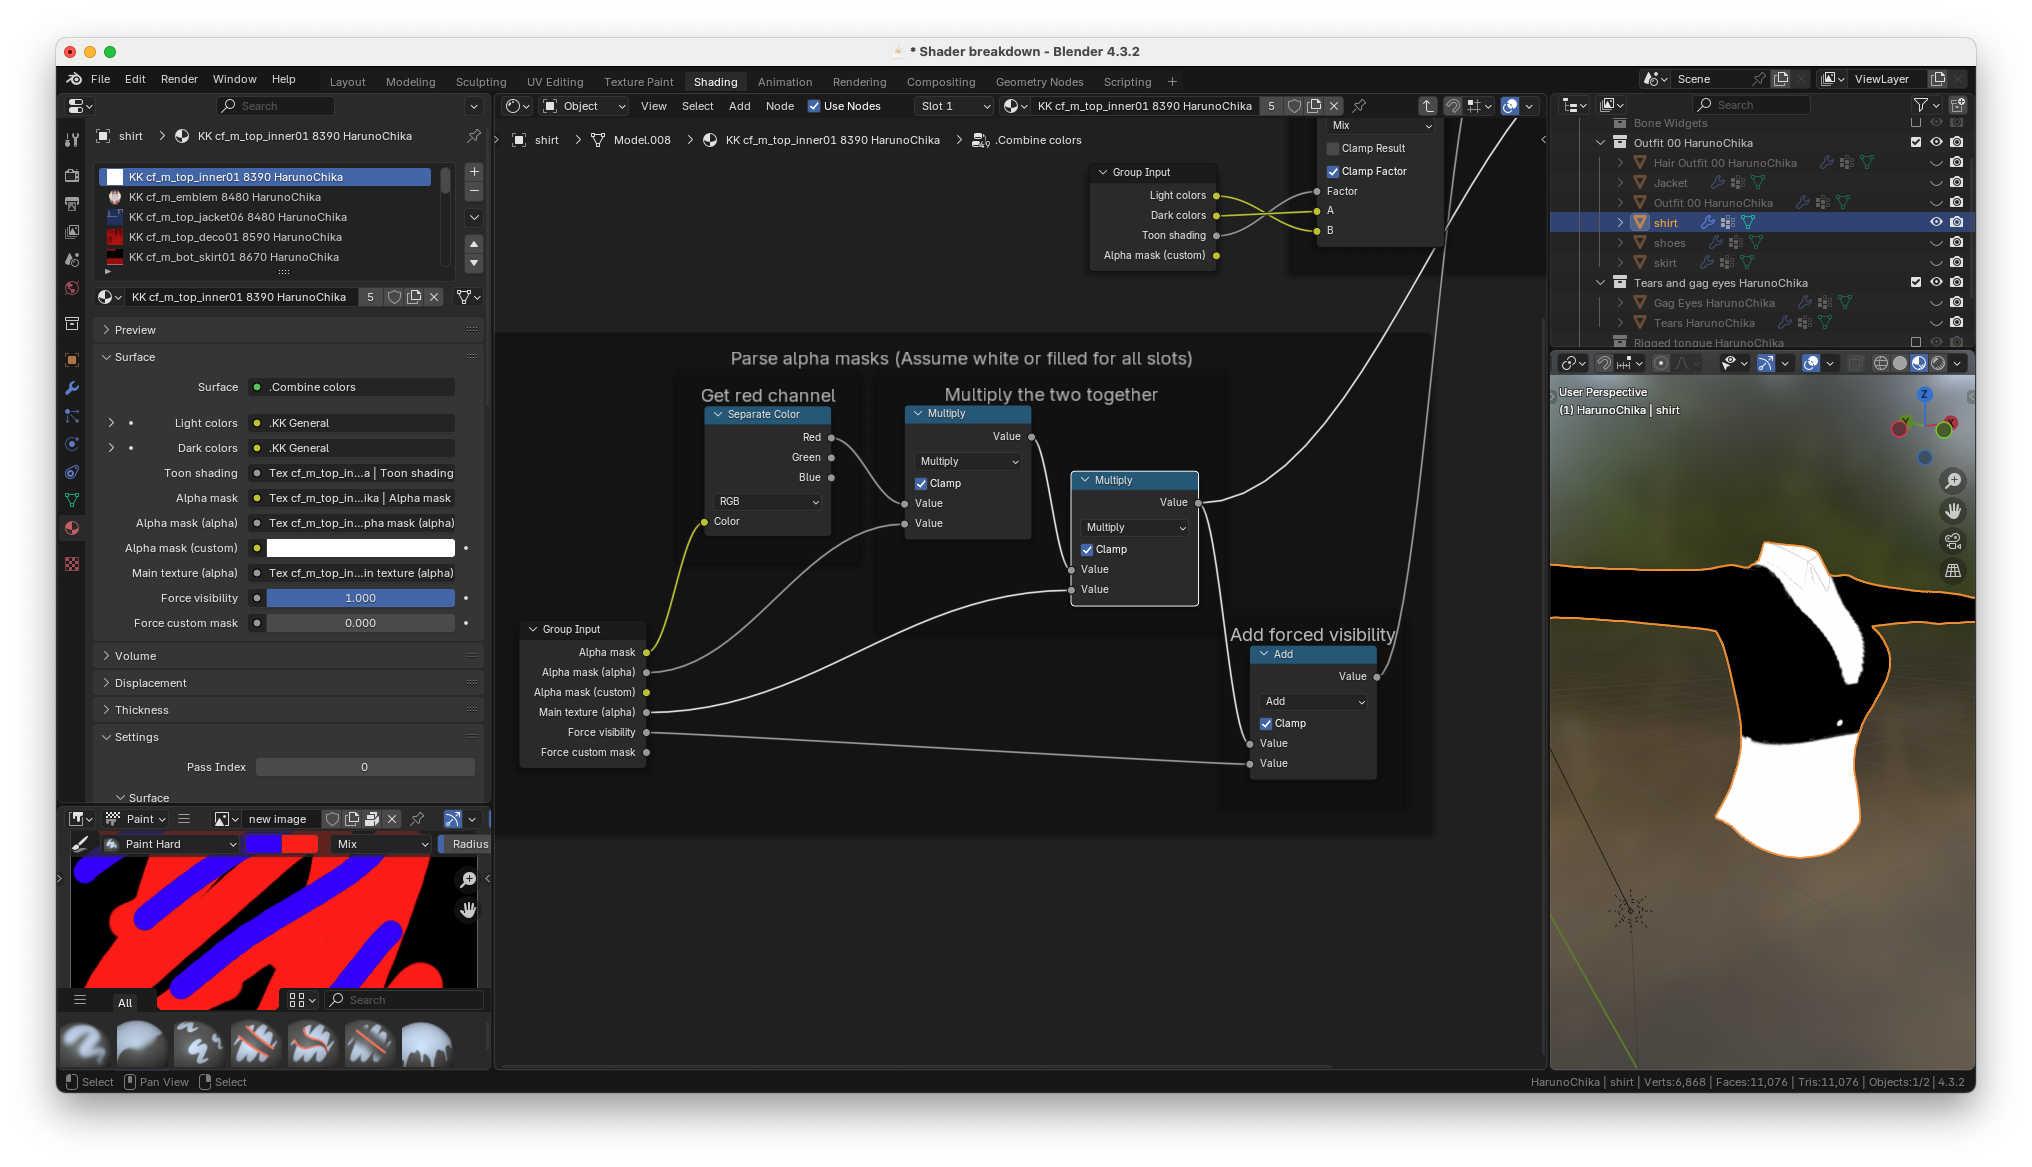 * Shader breakdown - Blender 4.3.2
File Edit Render Window Help
Layout Modeling Sculpting UV Editing Texture Paint Shading Animation Rendering Compositing Geometry Nodes Scripting +
Scene
ViewLayer
Search
shirt > KK cf_m_top_inner01 8390 HarunoChika
KK cf_m_top_inner01 8390 HarunoChika
KK cf_m_emblem 8480 HarunoChika
KK cf_m_top_jacket06 8480 HarunoChika
KK cf_m_top_deco01 8590 HarunoChika
KK cf_m_bot_skirt01 8670 HarunoChika
KK cf_m_top_inner01 8390 HarunoChika 5
Preview
Surface
Surface .Combine colors
Light colors .KK General
Dark colors .KK General
Toon shading Tex cf_m_top_in...a | Toon shading
Alpha mask Tex cf_m_top_in...ika | Alpha mask
Alpha mask (alpha) Tex cf_m_top_in...pha mask (alpha)
Alpha mask (custom)
Main texture (alpha) Tex cf_m_top_in...in texture (alpha)
Force visibility 1.000
Force custom mask 0.000
Volume
Displacement
Thickness
Settings
Pass Index 0
Surface
Paint new image
Paint Hard Mix Radius
All Search
Select Pan View Select
Object View Select Add Node Use Nodes Slot 1 KK cf_m_top_inner01 8390 HarunoChika 5
shirt > Model.008 > KK cf_m_top_inner01 8390 HarunoChika > .Combine colors
Mix
Clamp Result
Clamp Factor
Factor
A
B
Group Input
Light colors
Dark colors
Toon shading
Alpha mask (custom)
Parse alpha masks (Assume white or filled for all slots)
Get red channel
Separate Color
Red
Green
Blue
RGB
Color
Multiply the two together
Multiply
Value
Multiply
Clamp
Value
Value
Multiply
Value
Multiply
Clamp
Value
Value
Group Input
Alpha mask
Alpha mask (alpha)
Alpha mask (custom)
Main texture (alpha)
Force visibility
Force custom mask
Add forced visibility
Add
Value
Add
Clamp
Value
Value
Search
Bone Widgets
Outfit 00 HarunoChika
Hair Outfit 00 HarunoChika
Jacket
Outfit 00 HarunoChika
shirt
shoes
skirt
Tears and gag eyes HarunoChika
Gag Eyes HarunoChika
Tears HarunoChika
Rigged tongue HarunoChika
User Perspective
(1) HarunoChika | shirt
Z
Y
X
HarunoChika | shirt | Verts:6,868 | Faces:11,076 | Tris:11,076 | Objects:1/2 | 4.3.2